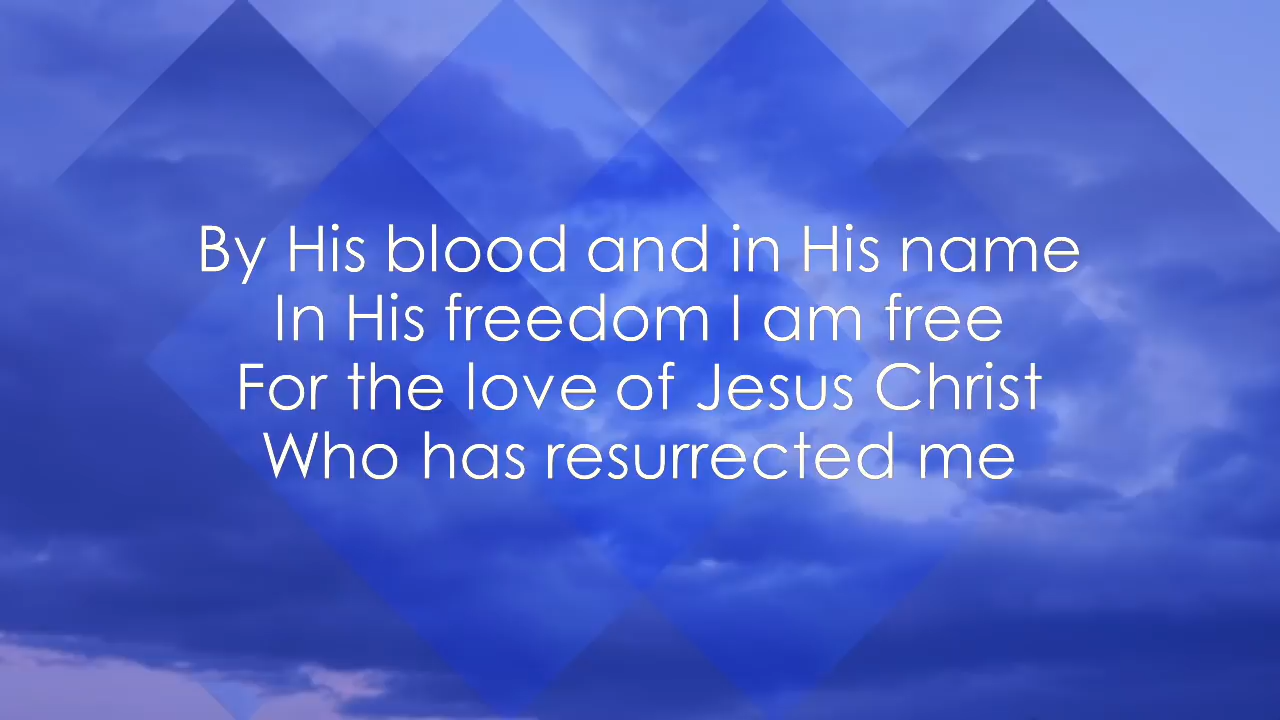 By His blood and in His name
In His freedom I am free
For the love of Jesus Christ
Who has resurrected me